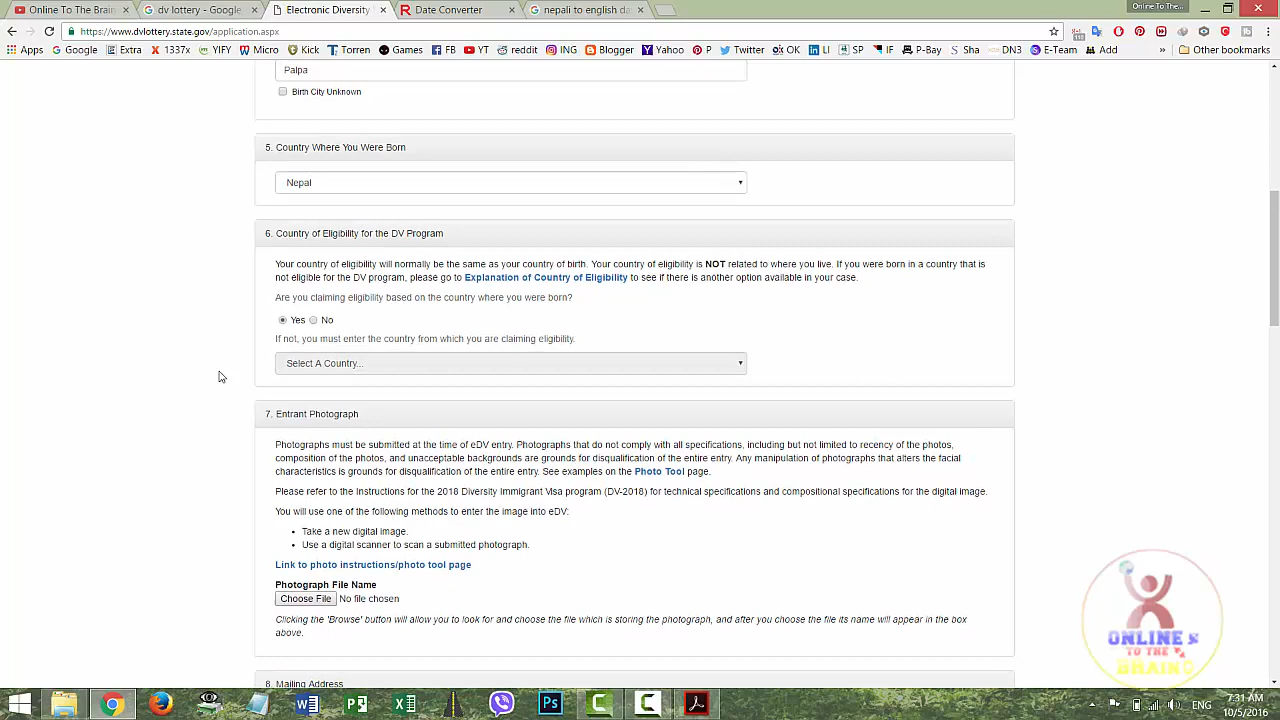 Online To The Brain
dv lottery - Google
Electronic Diversity
Date Converter
nepali to english da
Online To The...
https://www.dvlottery.state.gov/application.aspx
Apps Google Extra 1337x YIFY Micro Kick Torren Games FB YT reddit ING Blogger Yahoo Twitter OK LI SP IF P-Bay Sha DN3 E-Team Add » Other bookmarks
Palpa
Birth City Unknown
5. Country Where You Were Born
Nepal
6. Country of Eligibility for the DV Program
Your country of eligibility will normally be the same as your country of birth. Your country of eligibility is NOT related to where you live. If you were born in a country that is
not eligible for the DV program, please go to Explanation of Country of Eligibility to see if there is another option available in your case.
Are you claiming eligibility based on the country where you were born?
Yes No
If not, you must enter the country from which you are claiming eligibility.
Select A Country...
7. Entrant Photograph
Photographs must be submitted at the time of eDV entry. Photographs that do not comply with all specifications, including but not limited to recency of the photos,
composition of the photos, and unacceptable backgrounds are grounds for disqualification of the entire entry. Any manipulation of photographs that alters the facial
characteristics is grounds for disqualification of the entire entry. See examples on the Photo Tool page.
Please refer to the Instructions for the 2018 Diversity Immigrant Visa program (DV-2018) for technical specifications and compositional specifications for the digital image.
You will use one of the following methods to enter the image into eDV:
• Take a new digital image.
• Use a digital scanner to scan a submitted photograph.
Link to photo instructions/photo tool page
Photograph File Name
Choose File No file chosen
Clicking the 'Browse' button will allow you to look for and choose the file which is storing the photograph, and after you choose the file its name will appear in the box
above.
8. Mailing Address
ONLINE
TO THE
BRAIN
ENG
7:31 AM
10/5/2016